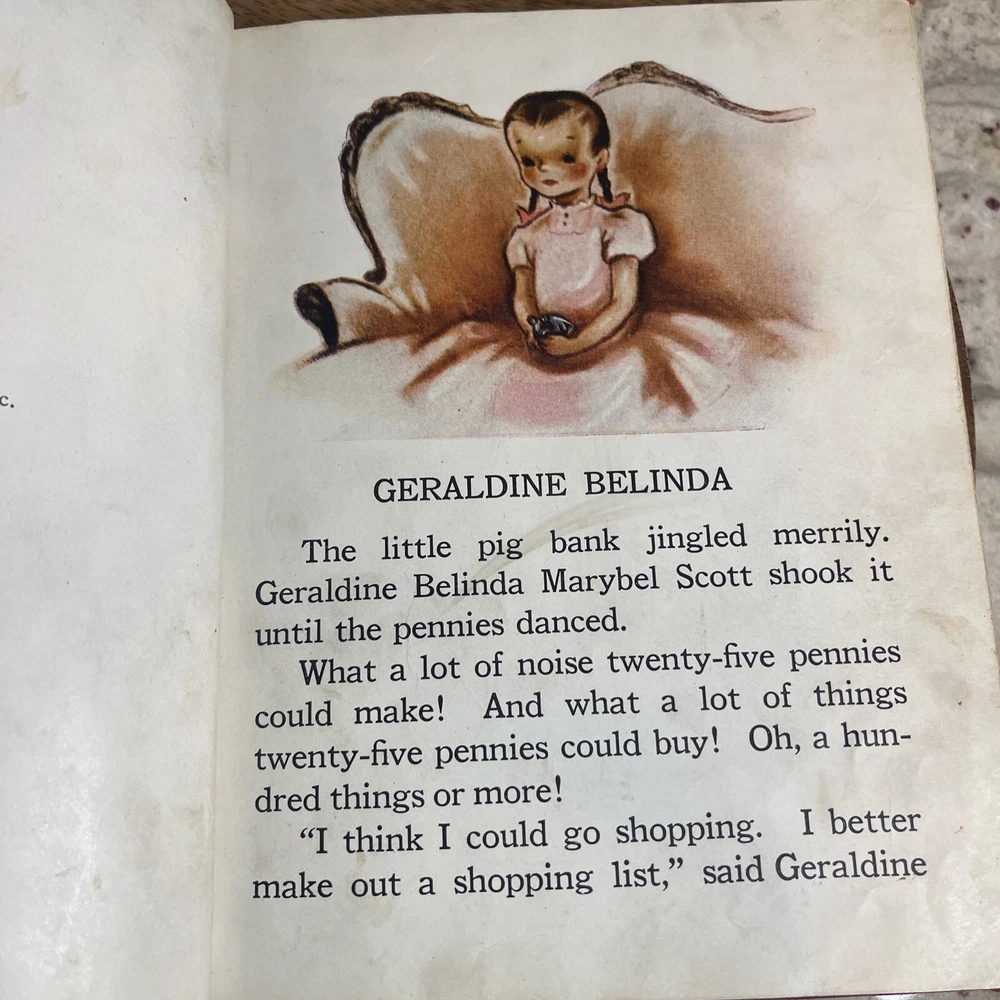 c.
GERALDINE BELINDA
The little pig bank jingled merrily.
Geraldine Belinda Marybel Scott shook it
until the pennies danced.
What a lot of noise twenty-five pennies
could make! And what a lot of things
twenty-five pennies could buy! Oh, a hun-
dred things or more!
“I think I could go shopping. I better
make out a shopping list,” said Geraldine